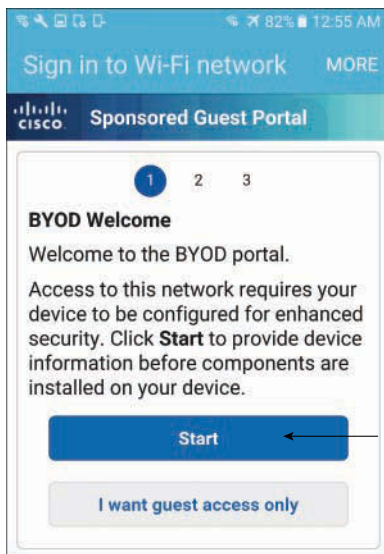 82% 12:55 AM
Sign in to Wi-Fi network MORE
CISCO Sponsored Guest Portal
1 2 3
BYOD Welcome
Welcome to the BYOD portal.
Access to this network requires your
device to be configured for enhanced
security. Click Start to provide device
information before components are
installed on your device.
Start
I want guest access only